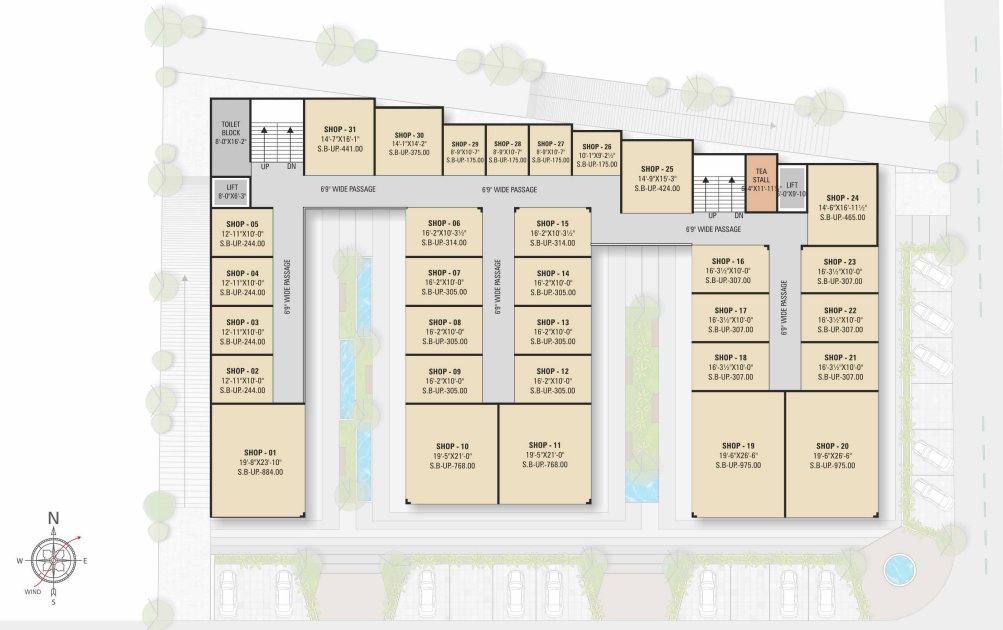 TOILET
BLOCK
8'-0"X16'-2"
UP DN
SHOP - 31
14'-7"X16'-1"
S.B-UP.-441.00
SHOP - 30
14'-1"X14'-2"
S.B-UP.-375.00
SHOP - 29
8'-9"X10'-7"
S.B-UP.-175.00
SHOP - 28
8'-9"X10'-7"
S.B-UP.-175.00
SHOP - 27
8'-9"X10'-7"
S.B-UP.-175.00
SHOP - 26
10'-1"X9'-2½"
S.B-UP.-175.00
SHOP - 25
14'-9"X15'-3"
S.B-UP.-424.00
UP DN
TEA
STALL
LIFT
SHOP - 24
14'-6"X16'-11½"
S.B-UP.-465.00
LIFT
8'-0"X6'-3"
6'9" WIDE PASSAGE
6'9" WIDE PASSAGE
6'9" WIDE PASSAGE
SHOP - 05
12'-11"X10'-0"
S.B-UP.-244.00
SHOP - 04
12'-11"X10'-0"
S.B-UP.-244.00
SHOP - 03
12'-11"X10'-0"
S.B-UP.-244.00
SHOP - 02
12'-11"X10'-0"
S.B-UP.-244.00
SHOP - 01
19'-8"X23'-10"
S.B-UP.-884.00
6'9" WIDE PASSAGE
SHOP - 06
16'-2"X10'-3½"
S.B-UP.-314.00
SHOP - 07
16'-2"X10'-0"
S.B-UP.-305.00
SHOP - 08
16'-2"X10'-0"
S.B-UP.-305.00
SHOP - 09
16'-2"X10'-0"
S.B-UP.-305.00
SHOP - 10
19'-5"X21'-0"
S.B-UP.-768.00
6'9" WIDE PASSAGE
SHOP - 15
16'-2"X10'-3½"
S.B-UP.-314.00
SHOP - 14
16'-2"X10'-0"
S.B-UP.-305.00
SHOP - 13
16'-2"X10'-0"
S.B-UP.-305.00
SHOP - 12
16'-2"X10'-0"
S.B-UP.-305.00
SHOP - 11
19'-5"X21'-0"
S.B-UP.-768.00
SHOP - 16
16'-3½"X10'-0"
S.B-UP.-307.00
SHOP - 17
16'-3½"X10'-0"
S.B-UP.-307.00
SHOP - 18
16'-3½"X10'-0"
S.B-UP.-307.00
SHOP - 19
19'-6"X26'-6"
S.B-UP.-975.00
6'9" WIDE PASSAGE
SHOP - 23
16'-3½"X10'-0"
S.B-UP.-307.00
SHOP - 22
16'-3½"X10'-0"
S.B-UP.-307.00
SHOP - 21
16'-3½"X10'-0"
S.B-UP.-307.00
SHOP - 20
19'-6"X26'-6"
S.B-UP.-975.00
N
W E
WIND
S